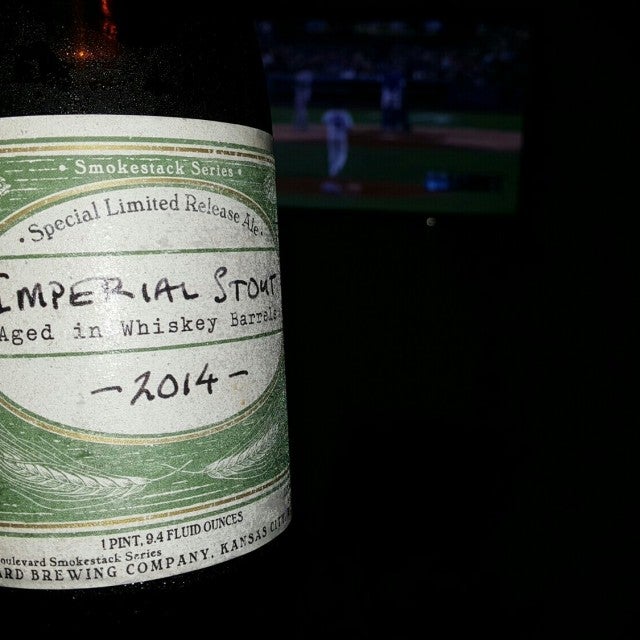 • Smokestack Series •
• Special Limited Release Ale •
IMPERIAL STOUT
Aged in Whiskey Barrels
- 2014 -
1 PINT, 9.4 FLUID OUNCES
oulevard Smokestack Series
ARD BREWING COMPANY, KANSAS CITY